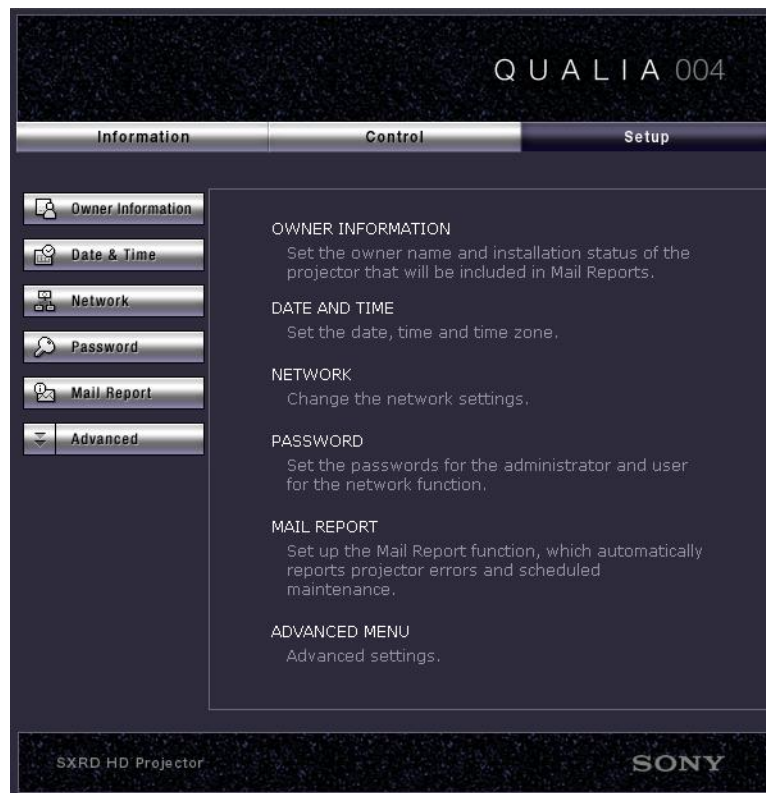 QUALIA 004
Information
Control
Setup
Owner Information
Date & Time
Network
Password
Mail Report
Advanced
OWNER INFORMATION
Set the owner name and installation status of the
projector that will be included in Mail Reports.
DATE AND TIME
Set the date, time and time zone.
NETWORK
Change the network settings.
PASSWORD
Set the passwords for the administrator and user
for the network function.
MAIL REPORT
Set up the Mail Report function, which automatically
reports projector errors and scheduled
maintenance.
ADVANCED MENU
Advanced settings.
SXRD HD Projector
SONY